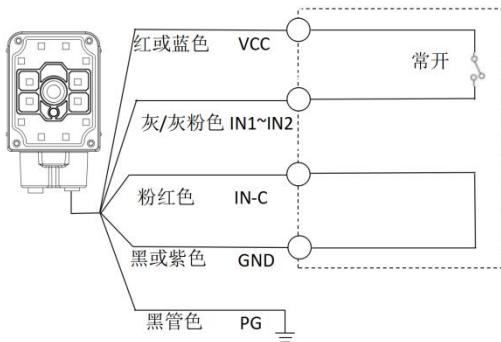 红或蓝色 VCC
常开
灰/灰粉色 IN1~IN2
粉红色 IN-C
黑或紫色 GND
黑管色 PG